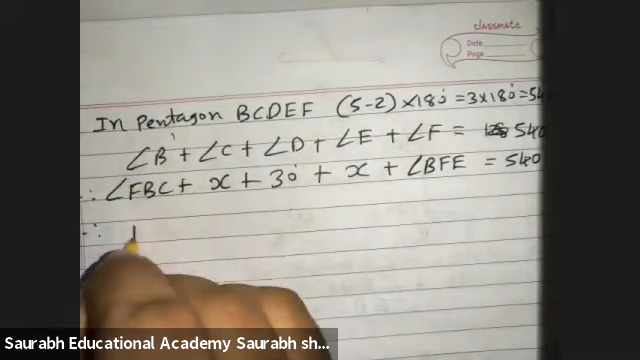 classmate
Date
Page
In Pentagon BCDEF (5-2) × 180° = 3 × 180° = 540
∠B + ∠C + ∠D + ∠E + ∠F = 540
∴ ∠FBC + x + 30° + x + ∠BFE = 540
∴
Saurabh Educational Academy Saurabh sh...